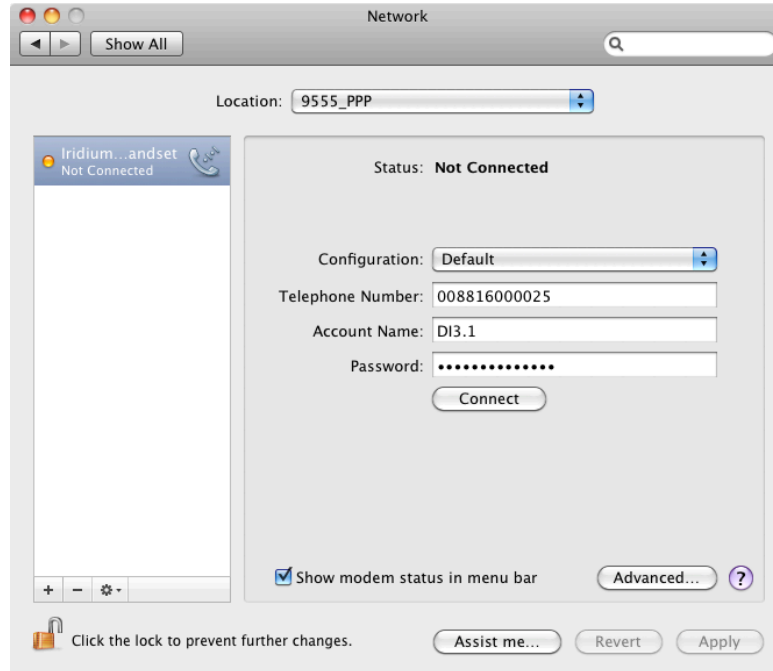 Network
Show All
Location: 9555_PPP
Iridium...andset
Not Connected
Status: Not Connected
Configuration: Default
Telephone Number: 008816000025
Account Name: DI3.1
Password: ••••••••••••••
Connect
Show modem status in menu bar
Advanced...
?
+ −
Click the lock to prevent further changes.
Assist me...
Revert
Apply